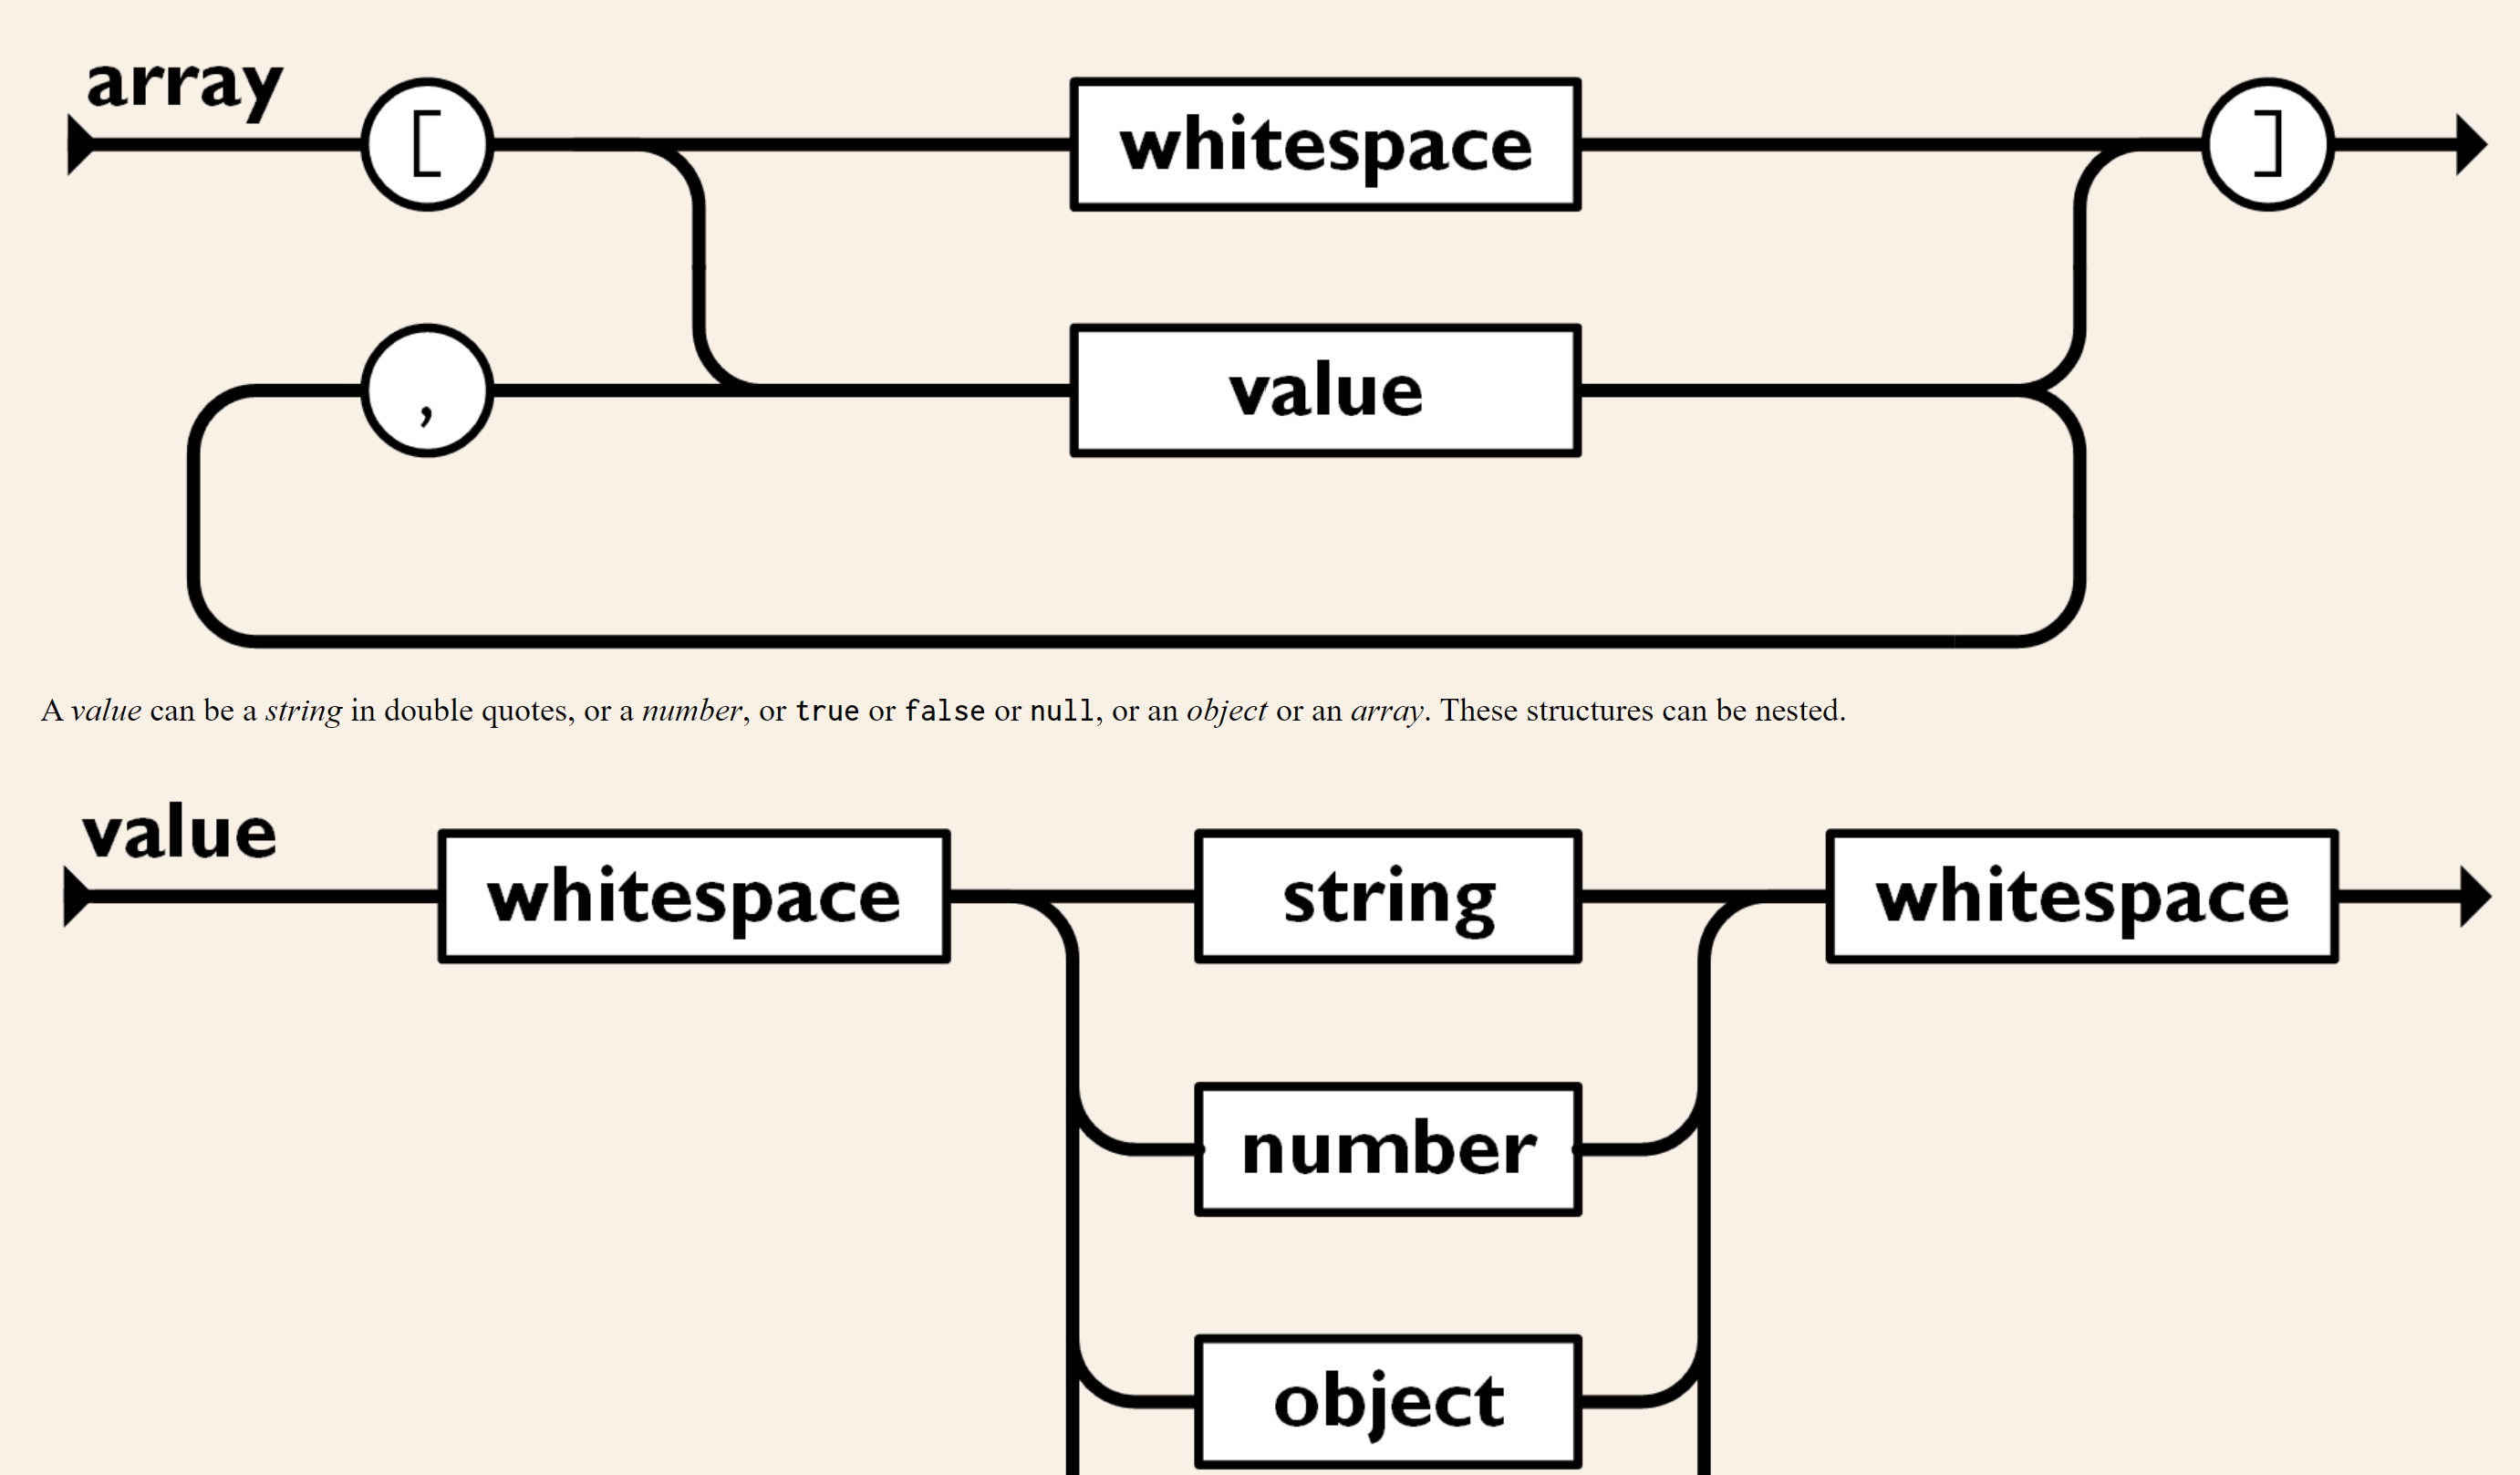 array
[ whitespace ]
, value
A value can be a string in double quotes, or a number, or true or false or null, or an object or an array. These structures can be nested.
value
whitespace string whitespace
number
object